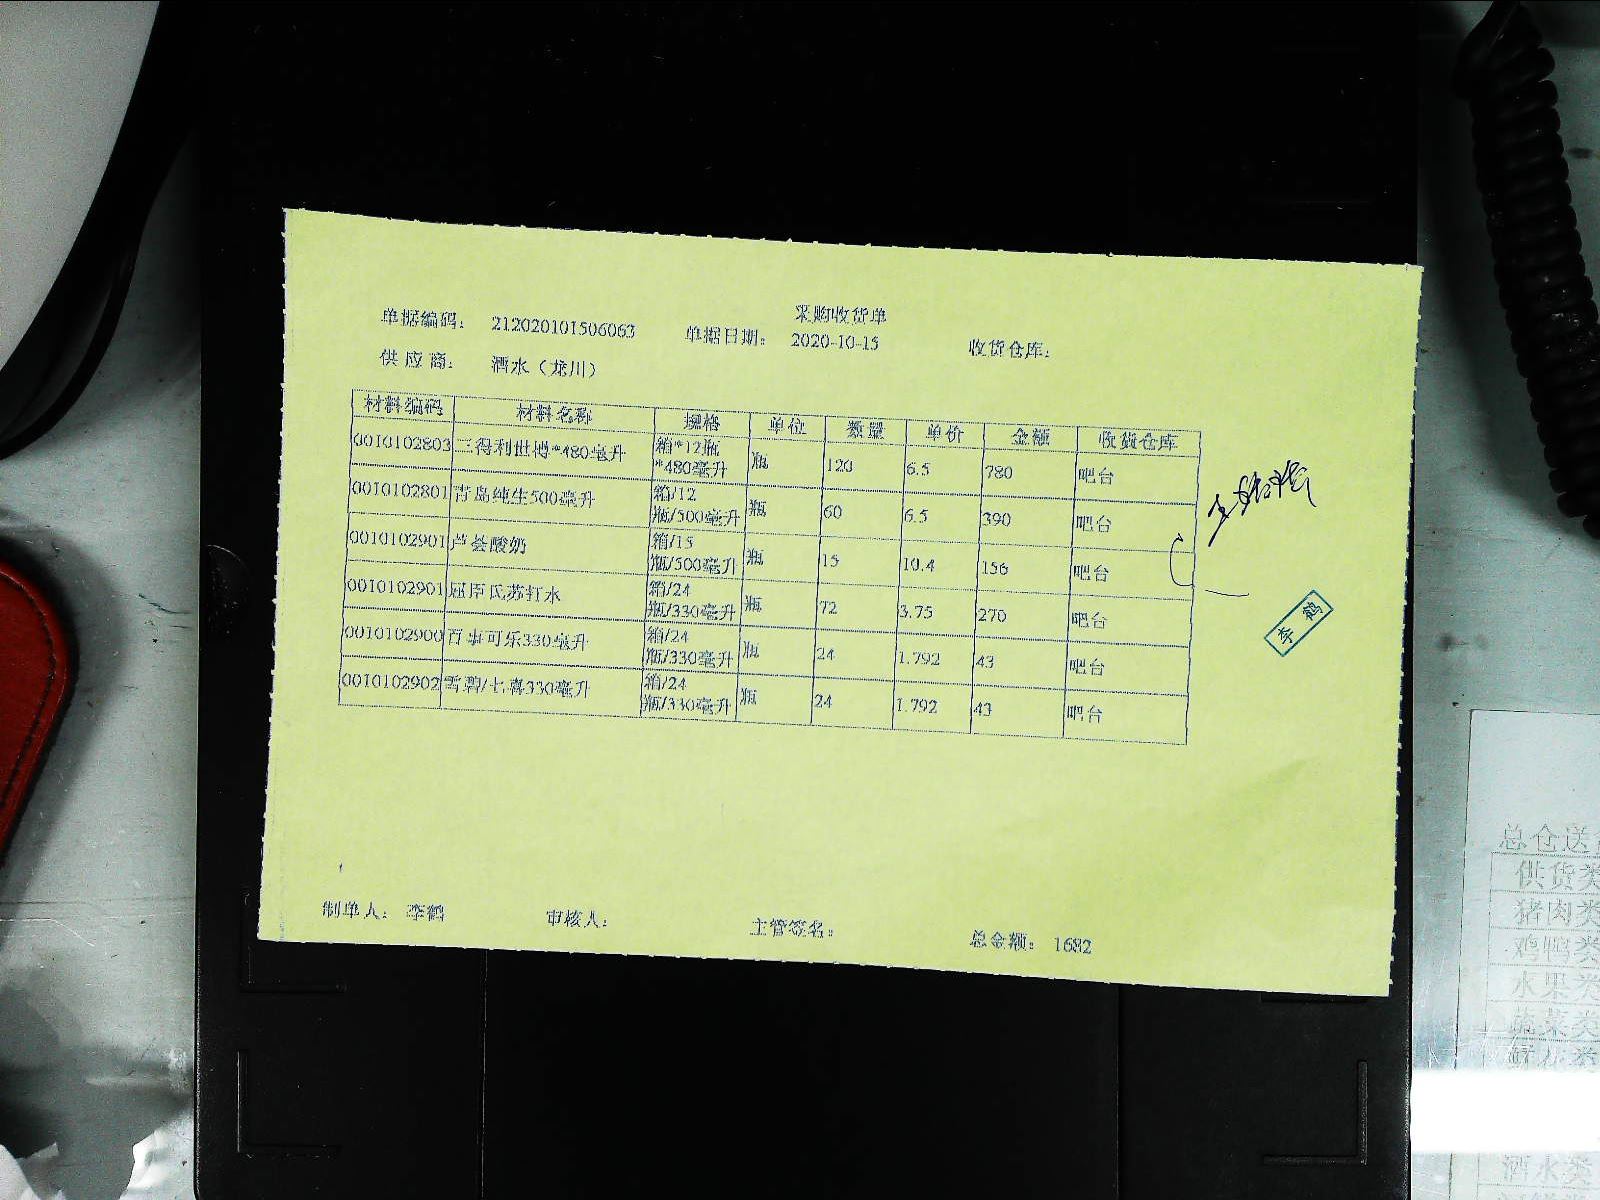 采购收货单
单据编码： 212020101506063 单据日期： 2020-10-15 收货仓库：
供 应 商： 酒水（龙川）
材料编码 材料名称 规格 单位 数量 单价 金额 收货仓库
0010102803 三得利世博*480毫升 箱*12瓶*480毫升 瓶 120 6.5 780 吧台
0010102801 青岛纯生500毫升 箱/12瓶/500毫升 瓶 60 6.5 390 吧台
0010102901 芦荟酸奶 箱/15瓶/500毫升 瓶 15 10.4 156 吧台
0010102901 屈臣氏苏打水 箱/24瓶/330毫升 瓶 72 3.75 270 吧台
0010102900 百事可乐330毫升 箱/24瓶/330毫升 瓶 24 1.792 43 吧台
0010102902 雪碧/七喜330毫升 箱/24瓶/330毫升 瓶 24 1.792 43 吧台
李鹤
制单人： 李鹤 审核人： 主管签名： 总金额： 1682
总仓送
供货类
猪肉类
鸡鸭类
水果类
蔬菜类
酒水类